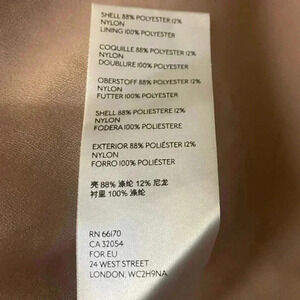 SHELL 88% POLYESTER 12%
NYLON
LINING 100% POLYESTER
COQUILLE 88% POLYESTER 12%
NYLON
DOUBLURE 100% POLYESTER
OBERSTOFF 88% POLYESTER 12%
NYLON
FUTTER 100% POLYESTER
SHELL 88% POLIESTERE 12%
NYLON
FODERA 100% POLIESTERE
EXTERIOR 88% POLIÉSTER 12%
NYLON
FORRO 100% POLIÉSTER
壳 88% 涤纶 12% 尼龙
衬里 100% 涤纶
RN 66170
CA 32054
FOR EU
24 WEST STREET
LONDON, WC2H9NA